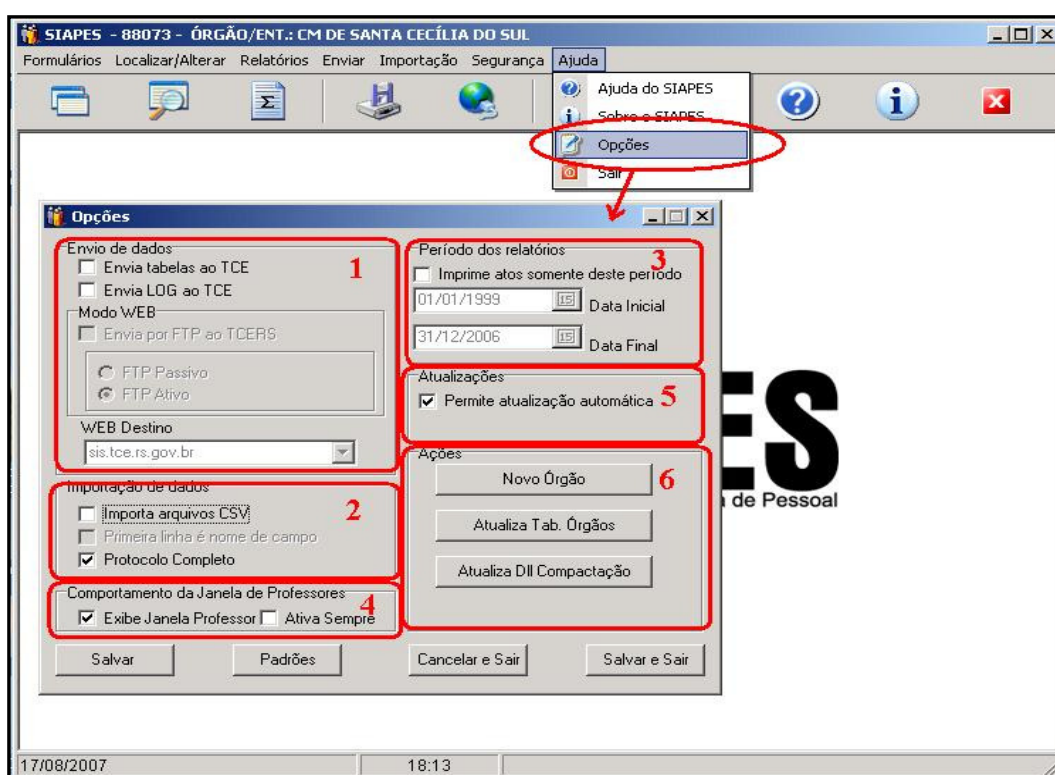 SIAPES - 88073 - ÓRGÃO/ENT.: CM DE SANTA CECÍLIA DO SUL
Formulários Localizar/Alterar Relatórios Enviar Importação Segurança Ajuda
Ajuda do SIAPES
Sobre o SIAPES
Opções
Sair
Opções
Envio de dados
1
Envia tabelas ao TCE
Envia LOG ao TCE
Modo WEB
Envia por FTP ao TCERS
FTP Passivo
FTP Ativo
WEB Destino
sis.tce.rs.gov.br
Importação de dados
2
Importa arquivos CSV
Primeira linha é nome de campo
Protocolo Completo
Comportamento da Janela de Professores
4
Exibe Janela Professor Ativa Sempre
Período dos relatórios
3
Imprime atos somente deste período
01/01/1999 15 Data Inicial
31/12/2006 15 Data Final
Atualizações
Permite atualização automática 5
Ações
Novo Órgão 6
Atualiza Tab. Órgãos
Atualiza Dll Compactação
Salvar Padrões Cancelar e Sair Salvar e Sair
ES
de Pessoal
17/08/2007 18:13